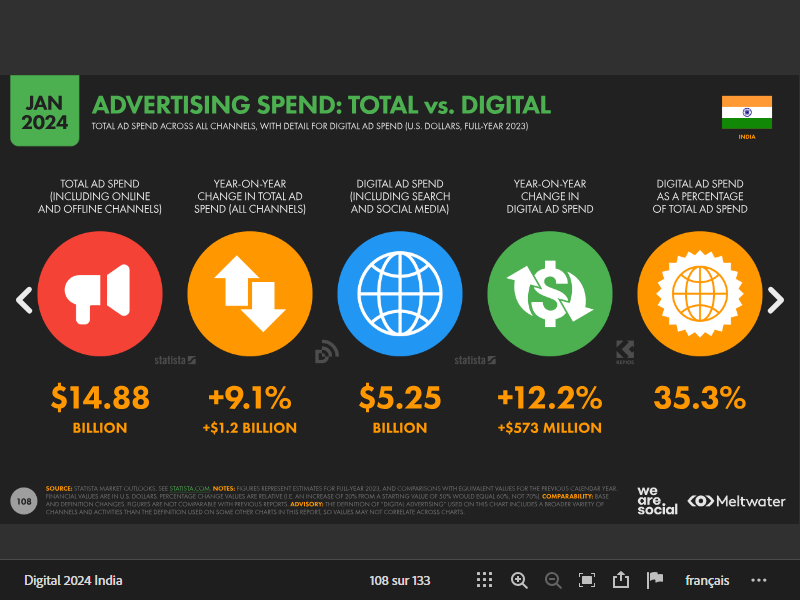 JAN
2024
ADVERTISING SPEND: TOTAL vs. DIGITAL
TOTAL AD SPEND ACROSS ALL CHANNELS, WITH DETAIL FOR DIGITAL AD SPEND (U.S. DOLLARS, FULL-YEAR 2023)
INDIA
TOTAL AD SPEND
(INCLUDING ONLINE
AND OFFLINE CHANNELS)
YEAR-ON-YEAR
CHANGE IN TOTAL AD
SPEND (ALL CHANNELS)
DIGITAL AD SPEND
(INCLUDING SEARCH
AND SOCIAL MEDIA)
YEAR-ON-YEAR
CHANGE IN
DIGITAL AD SPEND
DIGITAL AD SPEND
AS A PERCENTAGE
OF TOTAL AD SPEND
statista
statista
KEPIOS
$14.88
BILLION
+9.1%
+$1.2 BILLION
$5.25
BILLION
+12.2%
+$573 MILLION
35.3%
108
SOURCE: STATISTA MARKET OUTLOOKS. SEE STATISTA.COM. NOTES: FIGURES REPRESENT ESTIMATES FOR FULL-YEAR 2023, AND COMPARISONS WITH EQUIVALENT VALUES FOR THE PREVIOUS CALENDAR YEAR.
FINANCIAL VALUES ARE IN U.S. DOLLARS. PERCENTAGE CHANGE VALUES ARE RELATIVE (I.E. AN INCREASE OF 20% FROM A STARTING VALUE OF 50% WOULD EQUAL 60%, NOT 70%). COMPARABILITY: BASE
AND DEFINITION CHANGES. FIGURES ARE NOT COMPARABLE WITH PREVIOUS REPORTS. ADVISORY: THE DEFINITION OF "DIGITAL ADVERTISING" USED ON THIS CHART INCLUDES A BROADER VARIETY OF
CHANNELS AND ACTIVITIES THAN THE DEFINITION USED ON SOME OTHER CHARTS IN THIS REPORT, SO VALUES MAY NOT CORRELATE ACROSS CHARTS.
we
are.
social
Meltwater
Digital 2024 India
108 sur 133
français